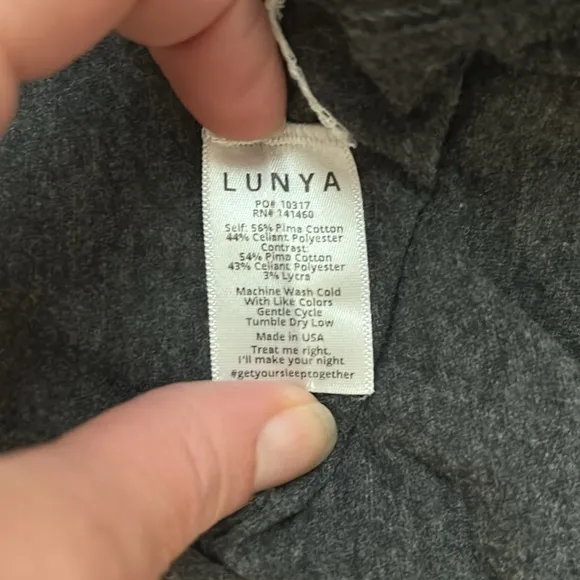 LUNYA
PO# 10317
RN# 141460
Self: 56% Pima Cotton
44% Celiant Polyester
Contrast:
54% Pima Cotton
43% Celiant Polyester
3% Lycra
Machine Wash Cold
With Like Colors
Gentle Cycle
Tumble Dry Low
Made in USA
Treat me right,
I'll make your night
#getyoursleeptogether